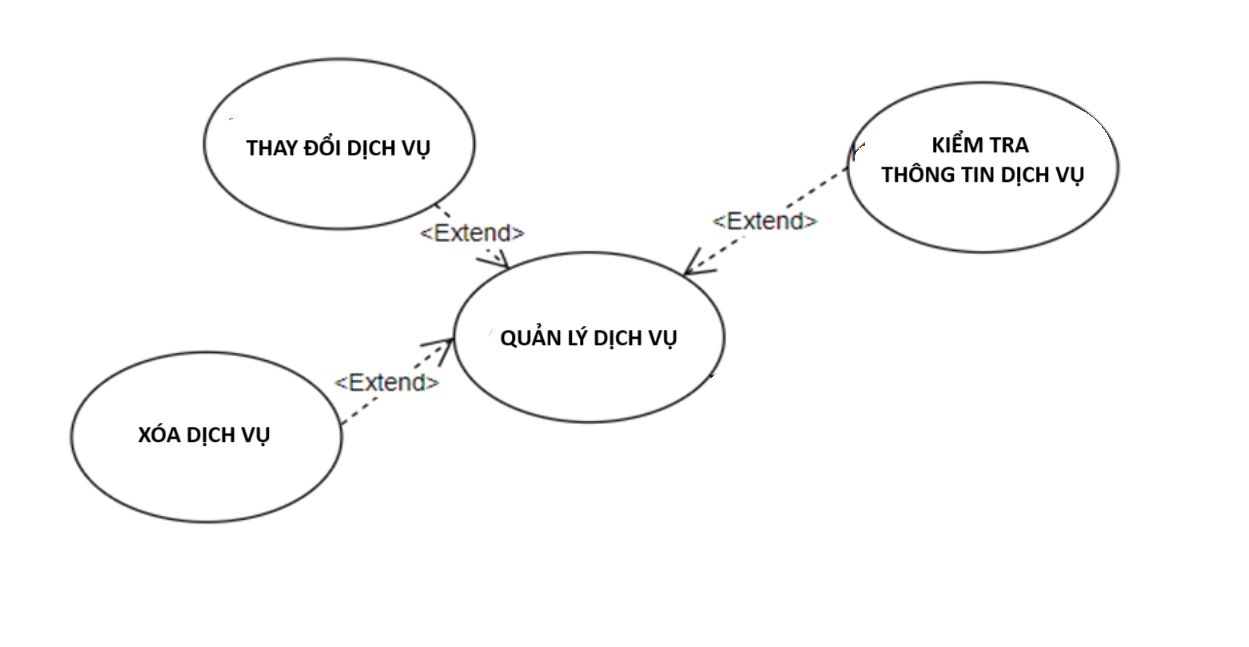 THAY ĐỔI DỊCH VỤ
KIỂM TRA
THÔNG TIN DỊCH VỤ
<Extend>
<Extend>
QUẢN LÝ DỊCH VỤ
<Extend>
XÓA DỊCH VỤ